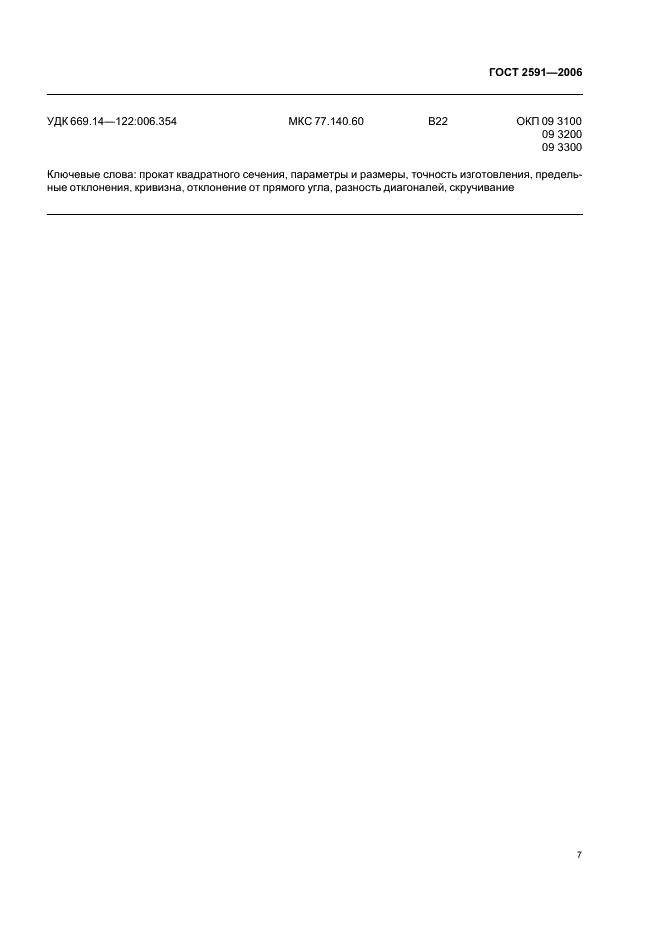 ГОСТ 2591—2006
УДК 669.14—122:006.354 МКС 77.140.60 В22 ОКП 09 3100
09 3200
09 3300
Ключевые слова: прокат квадратного сечения, параметры и размеры, точность изготовления, предель-
ные отклонения, кривизна, отклонение от прямого угла, разность диагоналей, скручивание
7